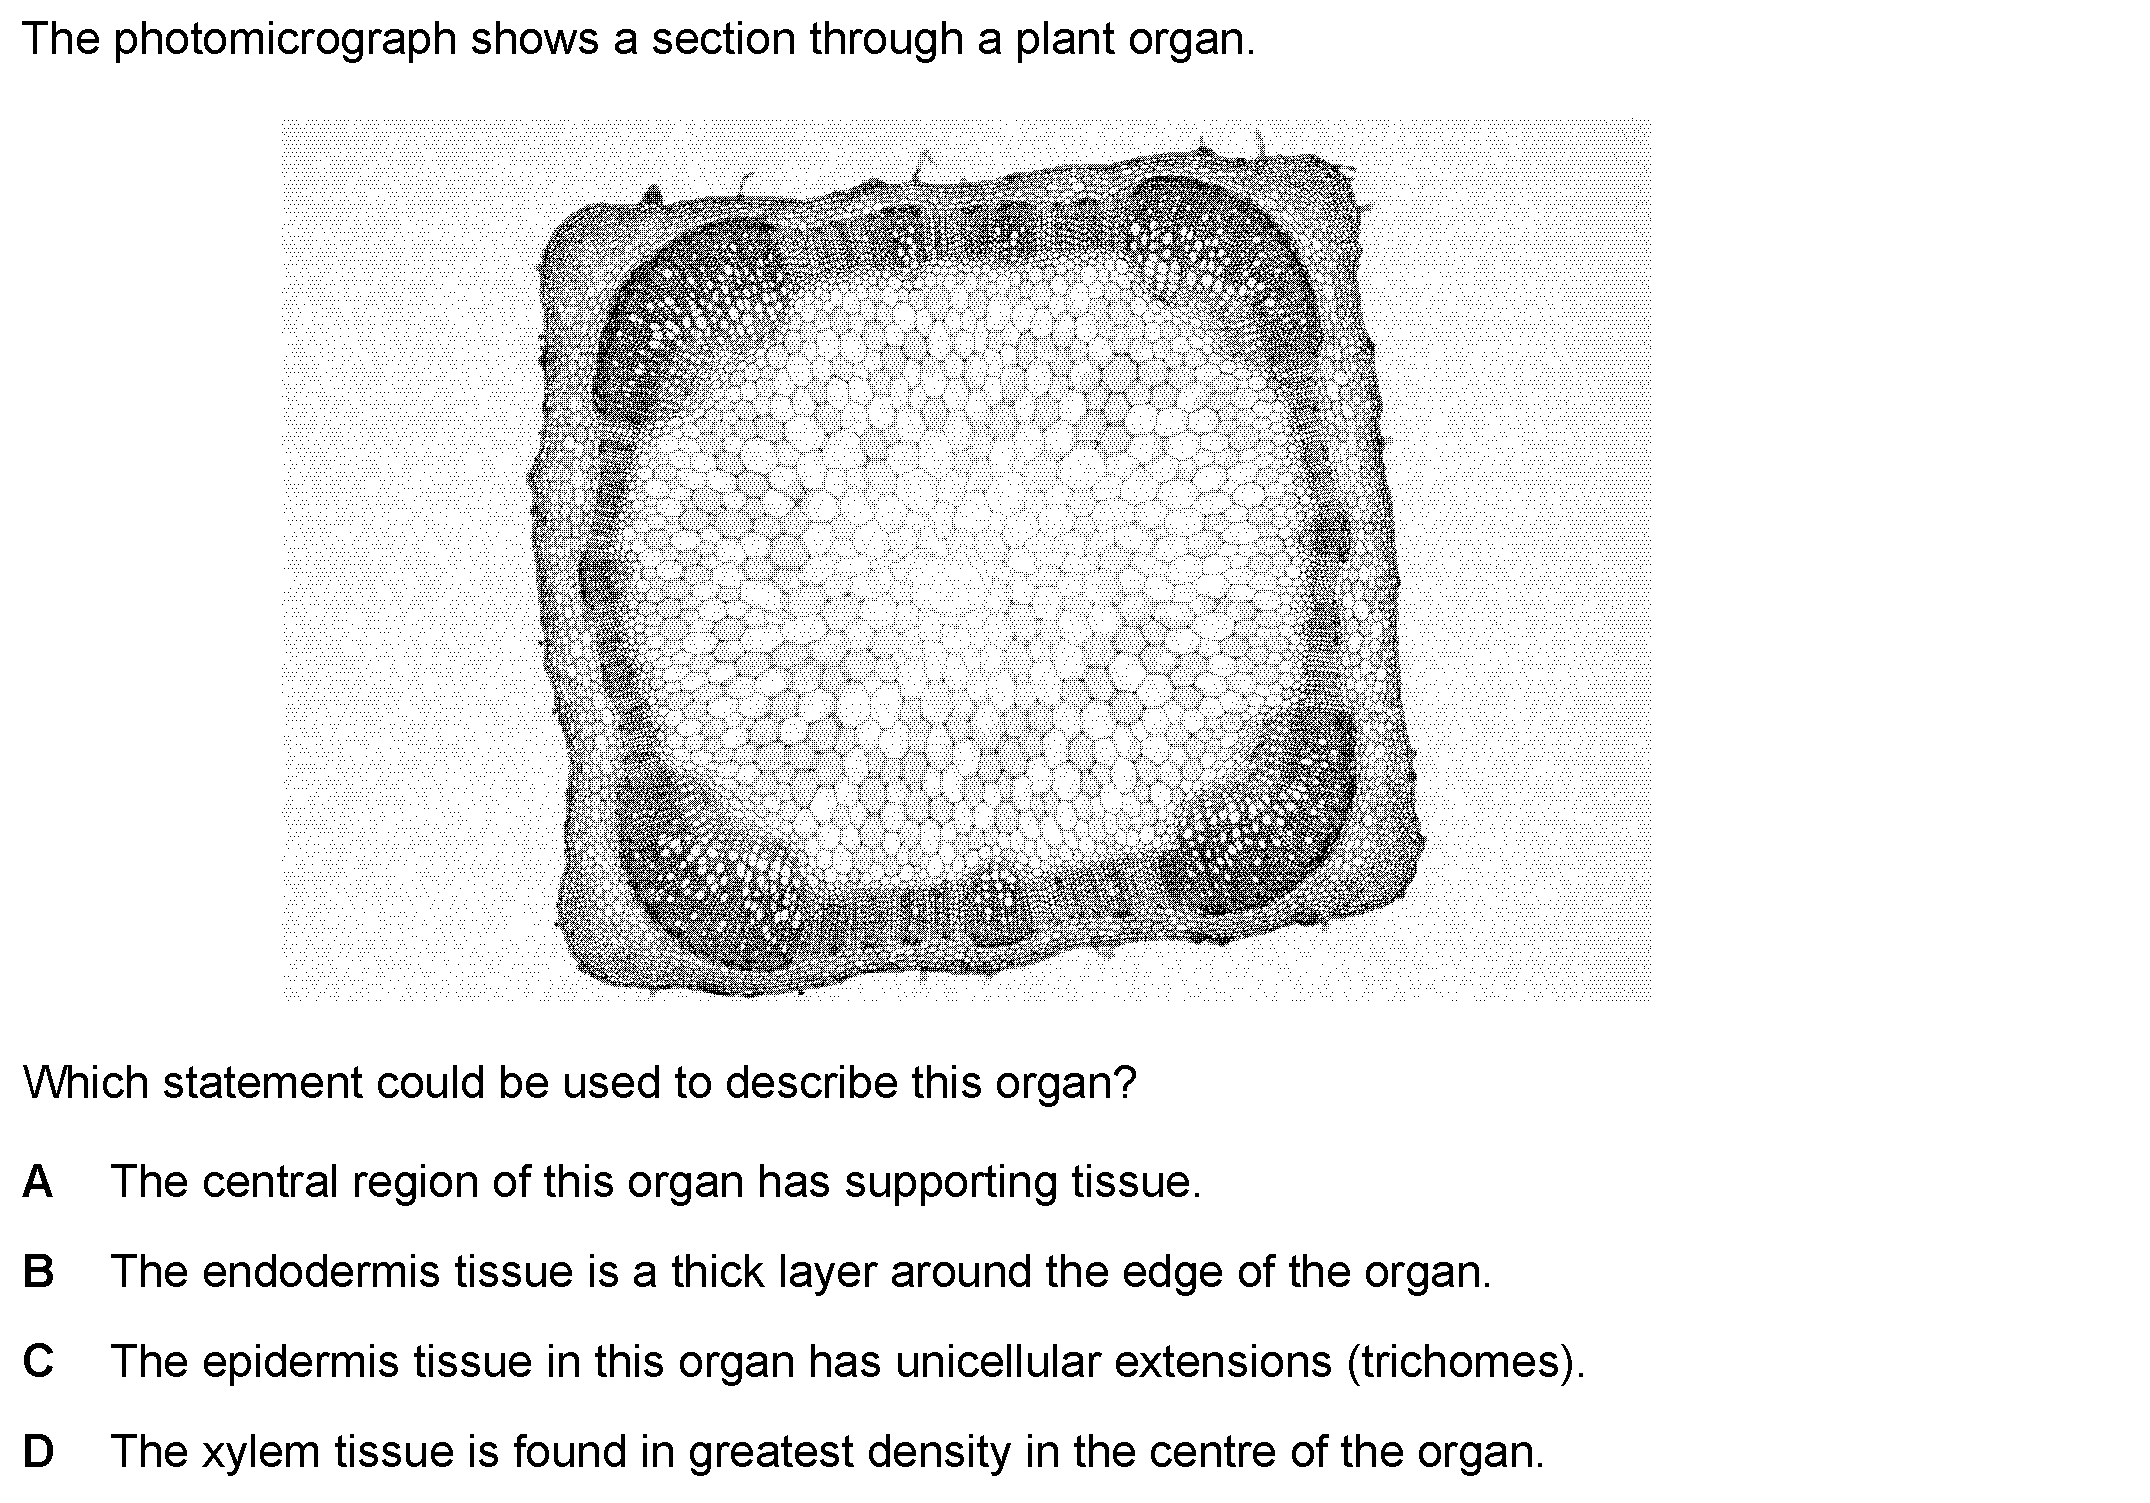 The photomicrograph shows a section through a plant organ.
Which statement could be used to describe this organ?
A The central region of this organ has supporting tissue.
B The endodermis tissue is a thick layer around the edge of the organ.
C The epidermis tissue in this organ has unicellular extensions (trichomes).
D The xylem tissue is found in greatest density in the centre of the organ.